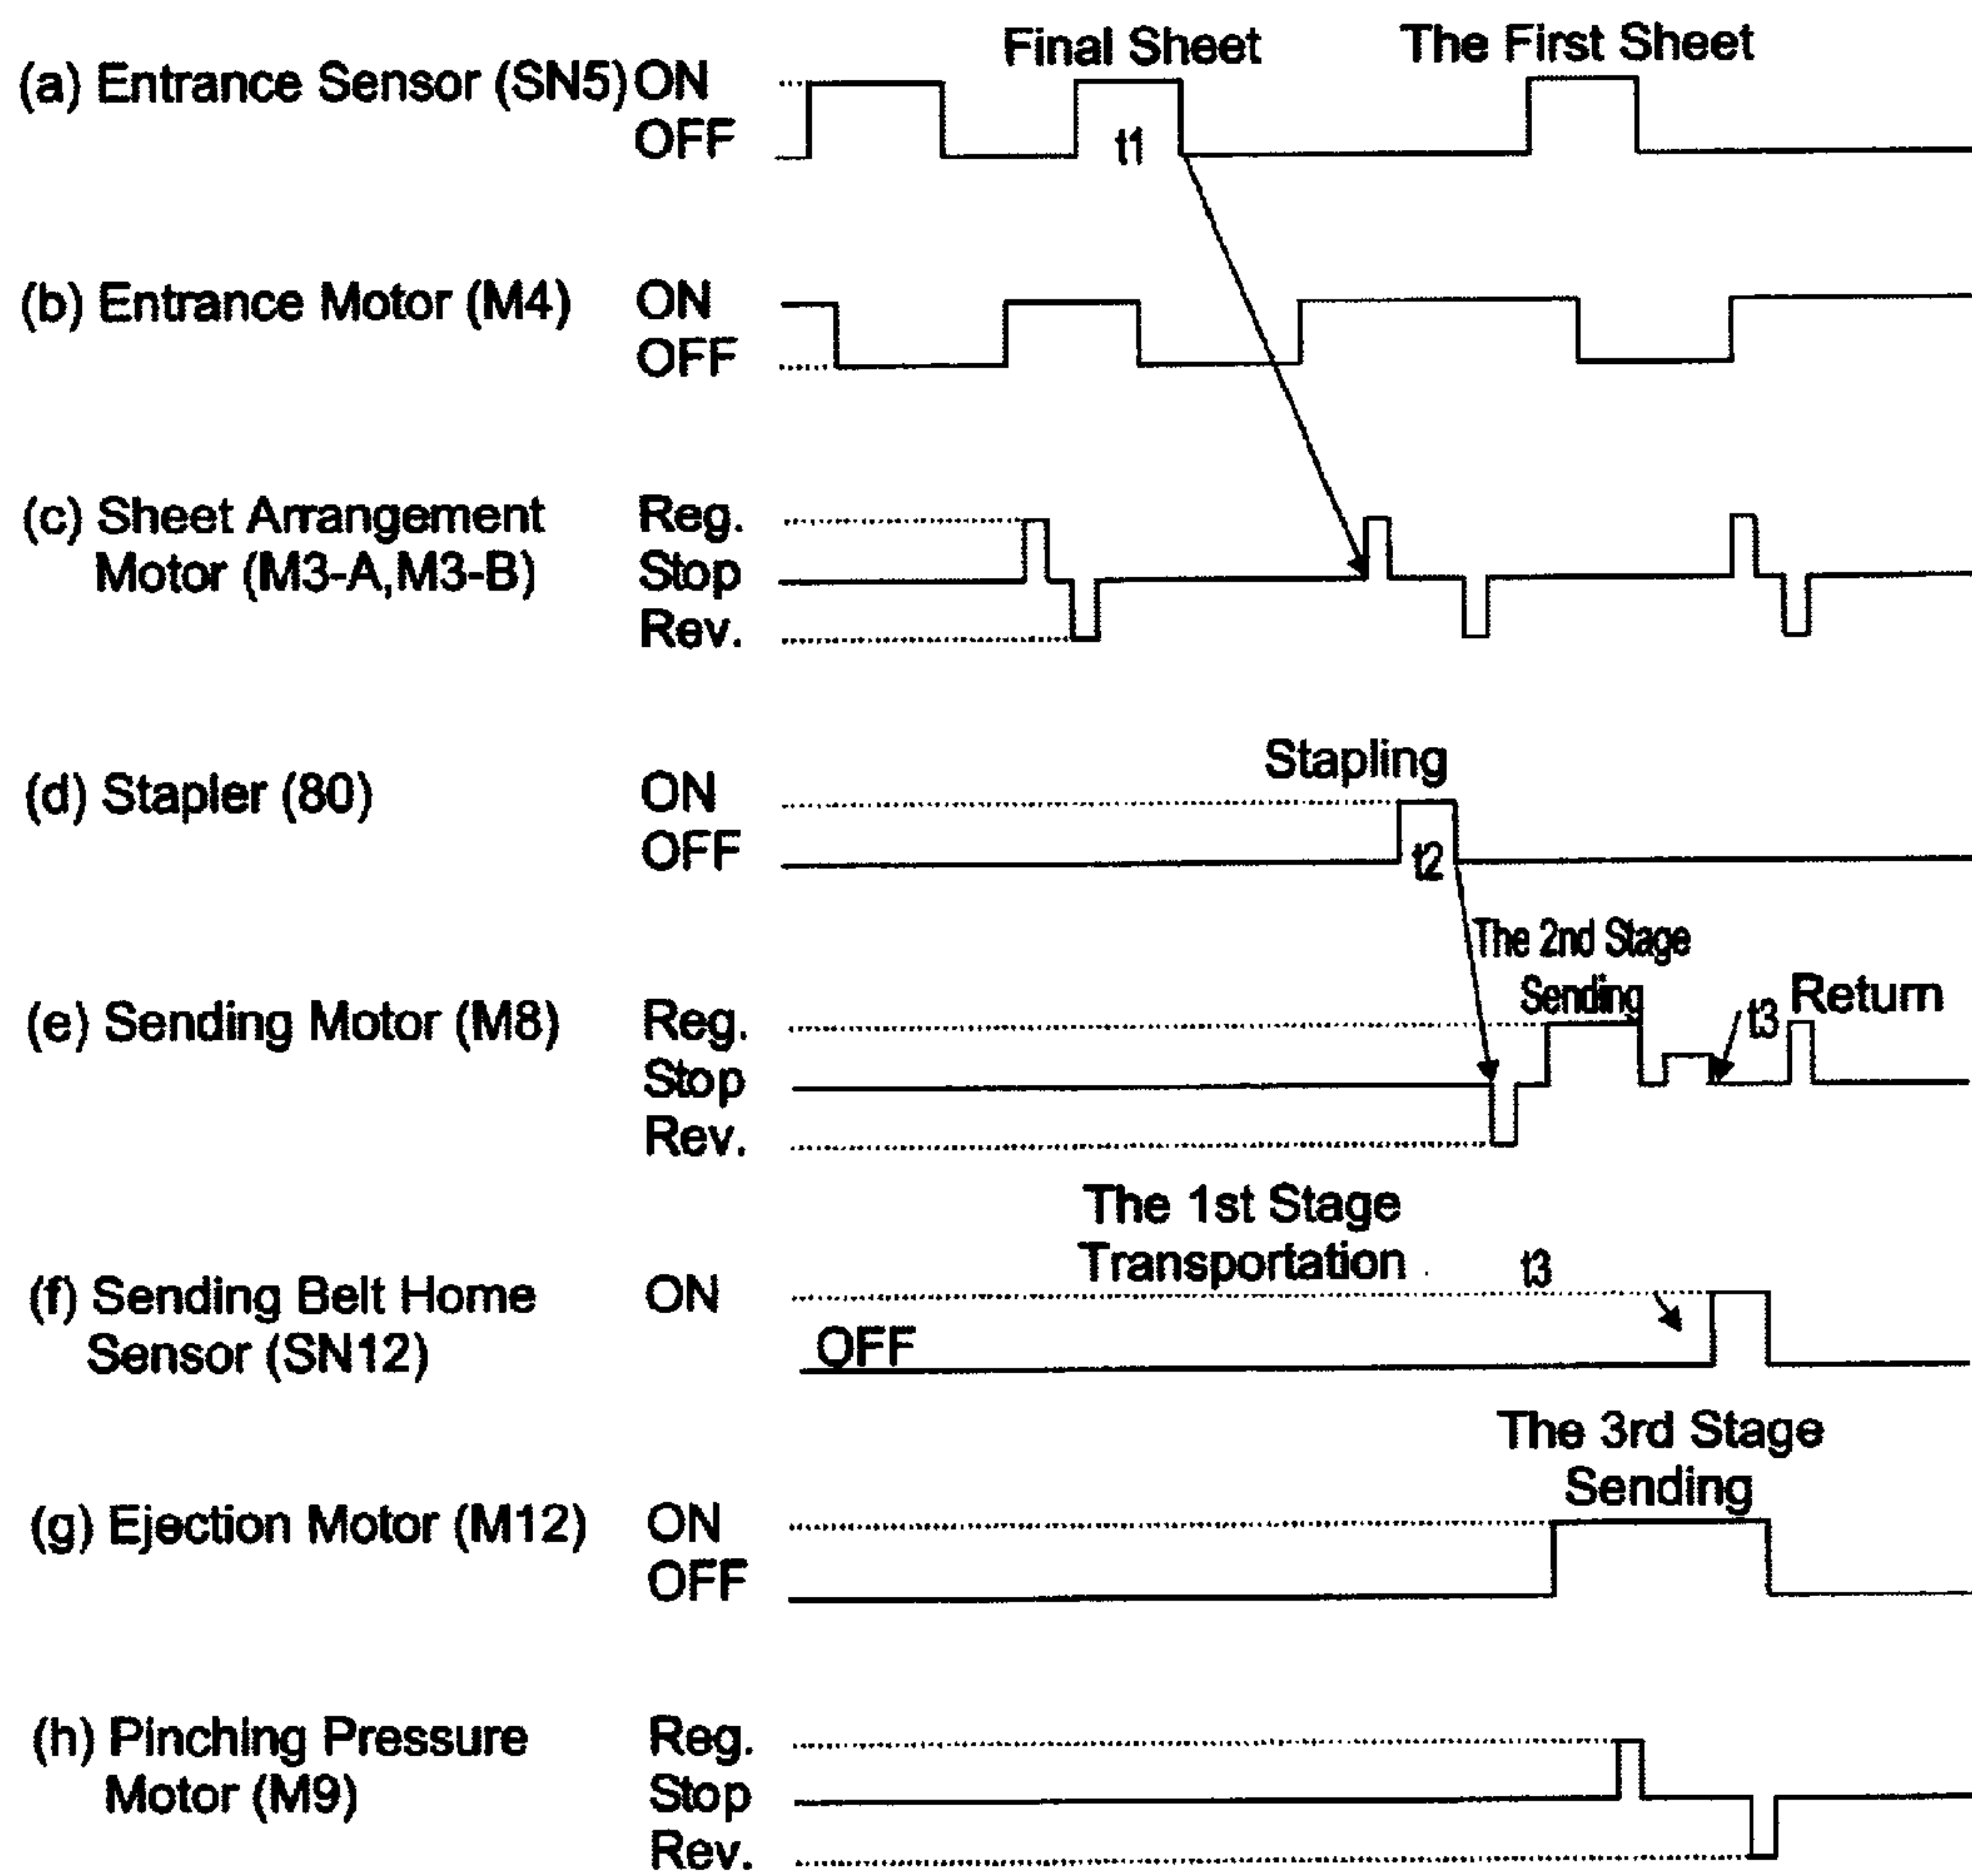 Final Sheet
The First Sheet
(a) Entrance Sensor (SN5) ON
OFF
t1
(b) Entrance Motor (M4) ON
OFF
(c) Sheet Arrangement Reg.
Motor (M3-A,M3-B) Stop
Rev.
Stapling
(d) Stapler (80) ON
OFF
t2
The 2nd Stage
Sending
(e) Sending Motor (M8) Reg.
t3 Return
Stop
Rev.
The 1st Stage
Transportation
t3
(f) Sending Belt Home ON
Sensor (SN12) OFF
The 3rd Stage
Sending
(g) Ejection Motor (M12) ON
OFF
(h) Pinching Pressure Reg.
Motor (M9) Stop
Rev.